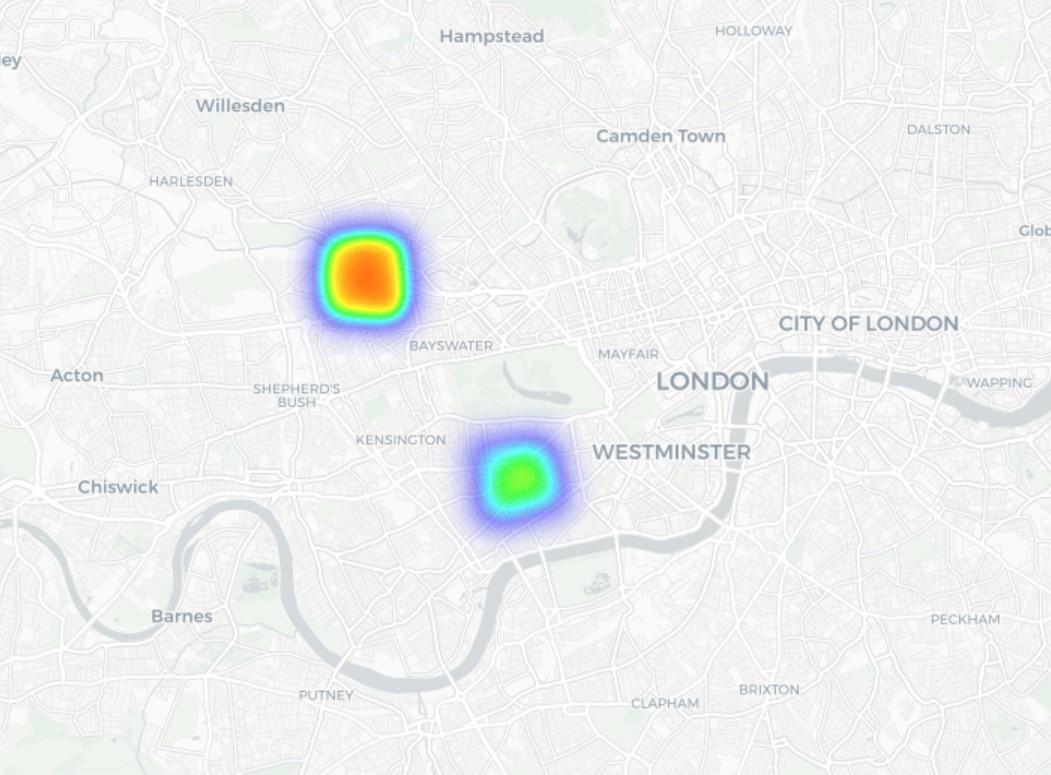 Hampstead
HOLLOWAY
ley
Willesden
DALSTON
Camden Town
HARLESDEN
Glob
CITY OF LONDON
BAYSWATER
MAYFAIR
Acton
LONDON
WAPPING
SHEPHERD'S
BUSH
KENSINGTON
WESTMINSTER
Chiswick
Barnes
PECKHAM
PUTNEY
BRIXTON
CLAPHAM